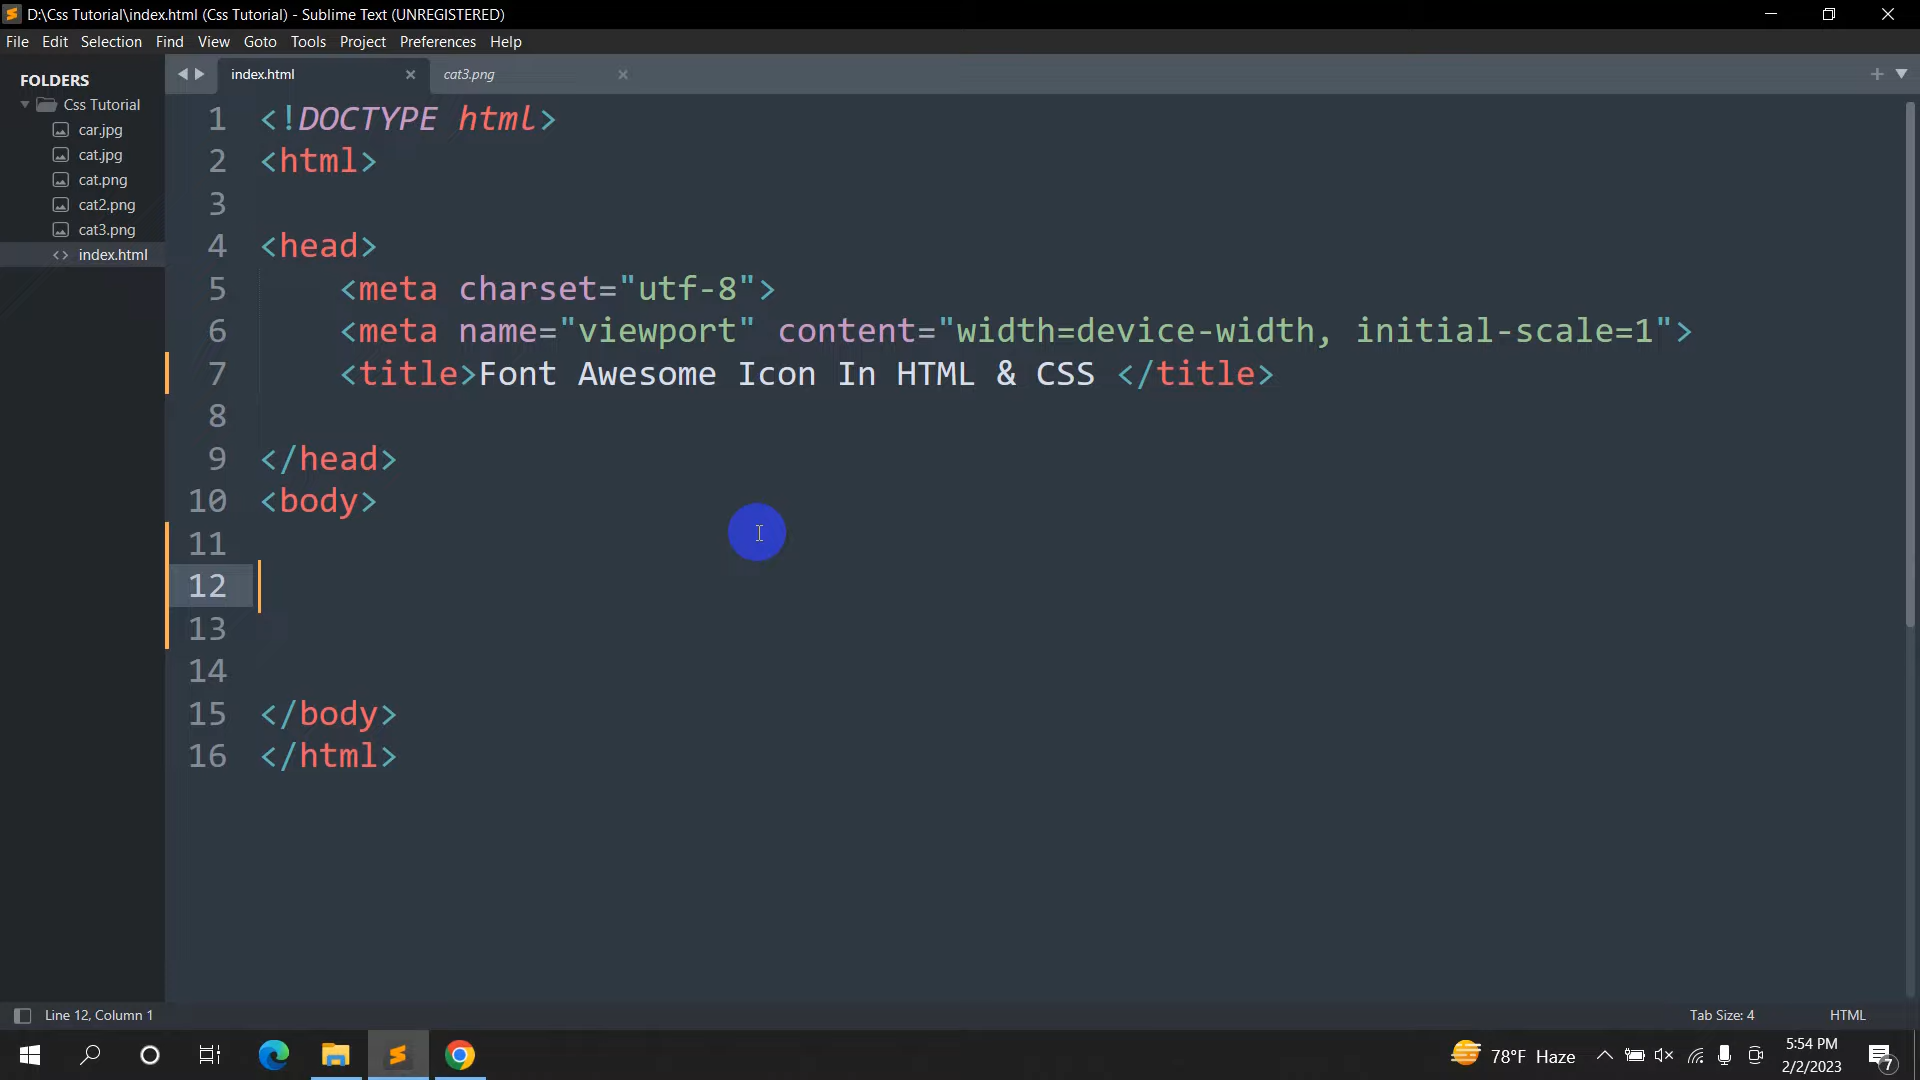 D:\Css Tutorial\index.html (Css Tutorial) - Sublime Text (UNREGISTERED)
File Edit Selection Find View Goto Tools Project Preferences Help
FOLDERS
Css Tutorial
car.jpg
cat.jpg
cat.png
cat2.png
cat3.png
index.html
index.html
cat3.png
1 <!DOCTYPE html>
2 <html>
3
4 <head>
5 <meta charset="utf-8">
6 <meta name="viewport" content="width=device-width, initial-scale=1">
7 <title>Font Awesome Icon In HTML & CSS </title>
8
9 </head>
10 <body>
11
12
13
14
15 </body>
16 </html>
Line 12, Column 1
Tab Size: 4
HTML
78°F Haze
5:54 PM
2/2/2023
7